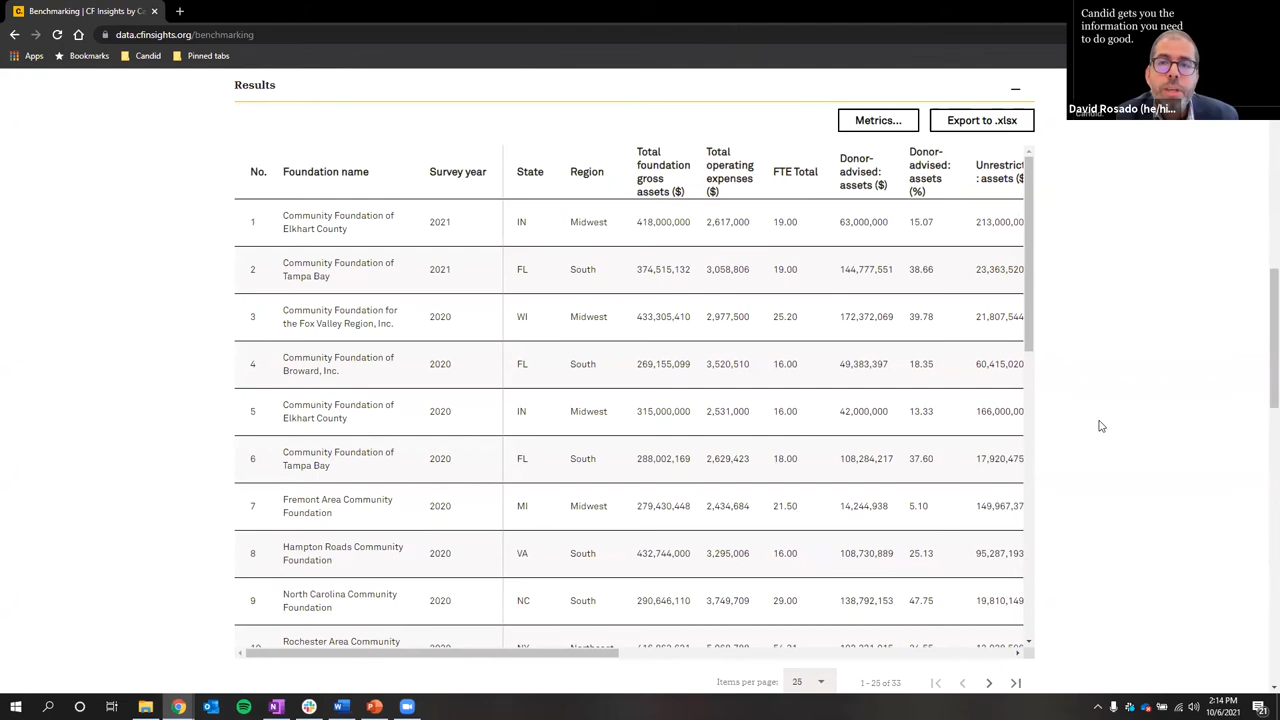 Benchmarking | CF Insights by Ca
data.cfinsights.org/benchmarking
Apps
Bookmarks
Candid
Pinned tabs
Candid gets you the
information you need
to do good.
David Rosado (he/hi...
Candid.
Results
Metrics...
Export to .xlsx
No. Foundation name Survey year State Region Total foundation gross assets ($) Total operating expenses ($) FTE Total Donor-advised: assets ($) Donor-advised: assets (%) Unrestrict : assets ($
1 Community Foundation of Elkhart County 2021 IN Midwest 418,000,000 2,617,000 19.00 63,000,000 15.07 213,000,00
2 Community Foundation of Tampa Bay 2021 FL South 374,515,132 3,058,806 19.00 144,777,551 38.66 23,363,520
3 Community Foundation for the Fox Valley Region, Inc. 2020 WI Midwest 433,305,410 2,977,500 25.20 172,372,069 39.78 21,807,544
4 Community Foundation of Broward, Inc. 2020 FL South 269,155,099 3,520,510 16.00 49,383,397 18.35 60,415,020
5 Community Foundation of Elkhart County 2020 IN Midwest 315,000,000 2,531,000 16.00 42,000,000 13.33 166,000,00
6 Community Foundation of Tampa Bay 2020 FL South 288,002,169 2,629,423 18.00 108,284,217 37.60 17,920,475
7 Fremont Area Community Foundation 2020 MI Midwest 279,430,448 2,434,684 21.50 14,244,938 5.10 149,967,37
8 Hampton Roads Community Foundation 2020 VA South 432,744,000 3,295,006 16.00 108,730,889 25.13 95,287,193
9 North Carolina Community Foundation 2020 NC South 290,646,110 3,749,709 29.00 138,792,153 47.75 19,810,149
Rochester Area Community
Items per page: 25 1 - 25 of 33
2:14 PM
10/6/2021
21